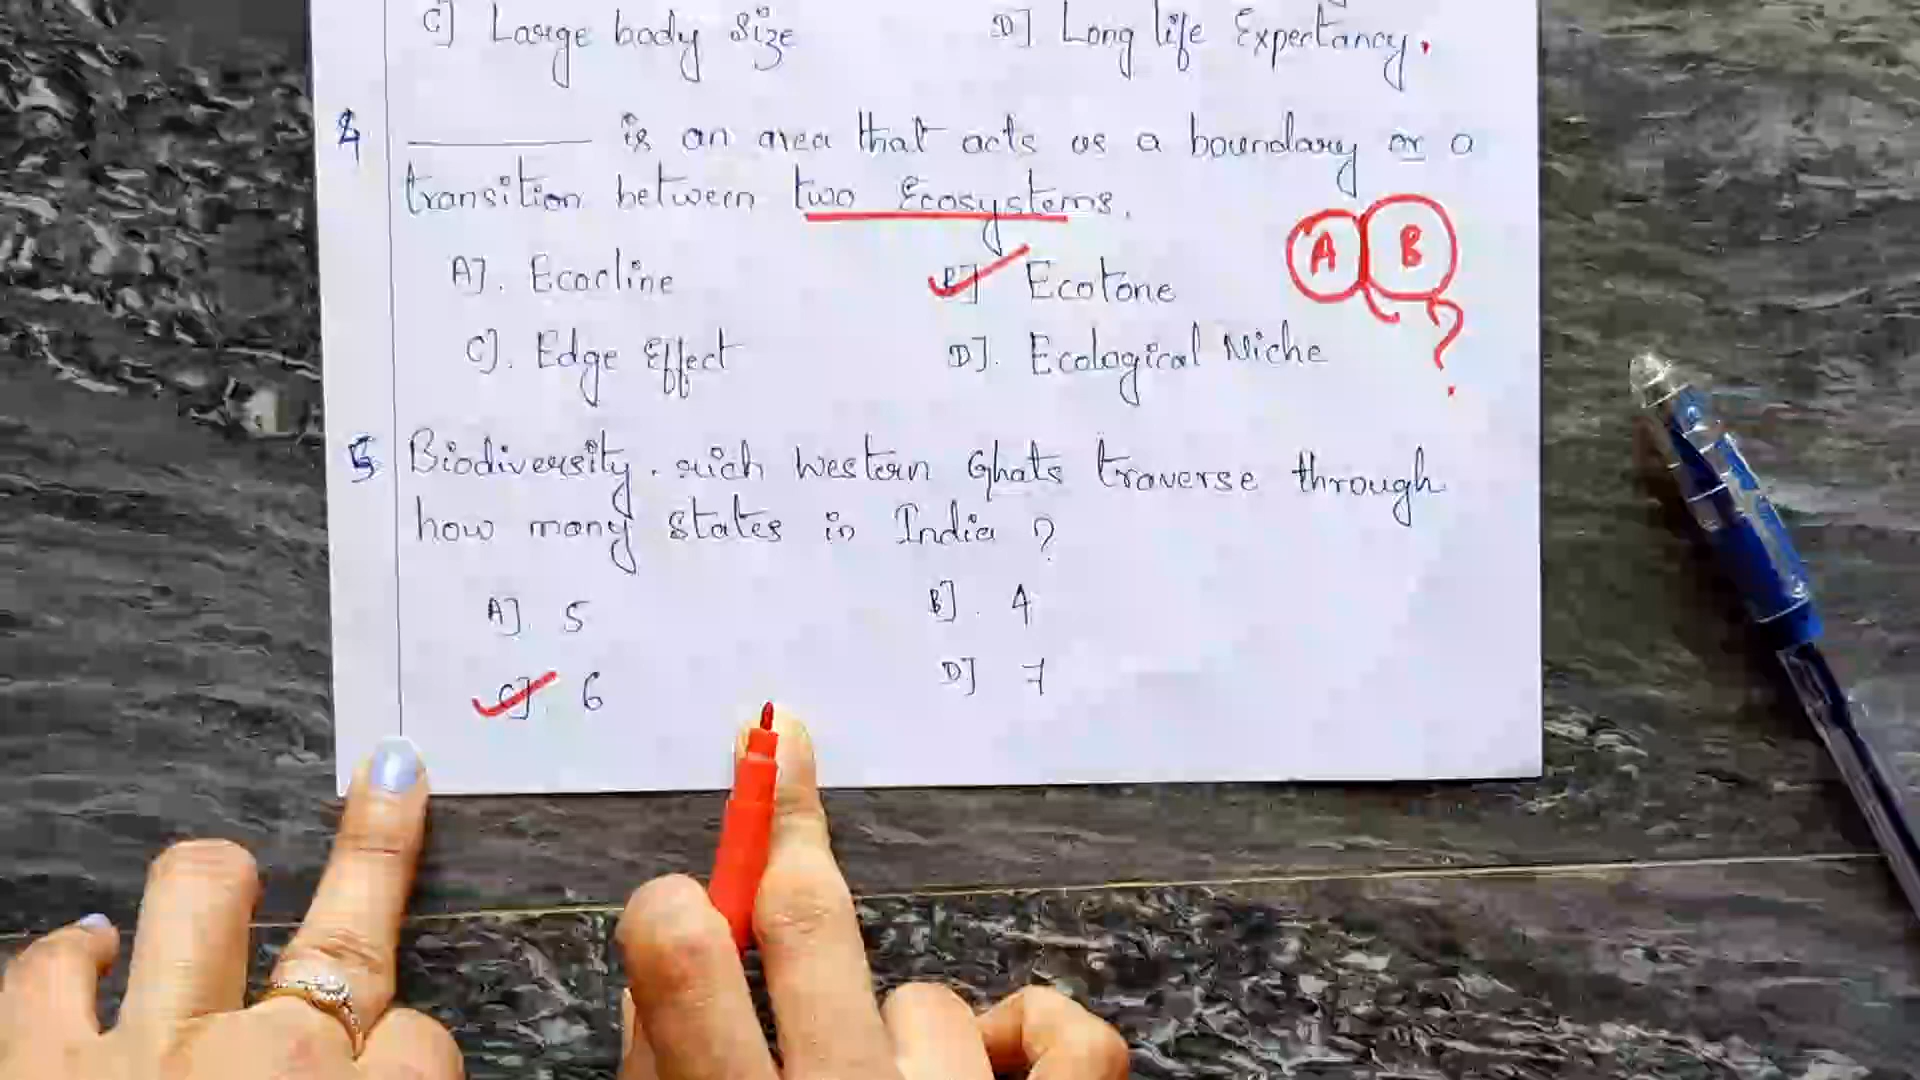 C] Large body size D] Long life Expectancy.
4 ______ is an area that acts as a boundary or a
transition between two Ecosystems.
A]. Ecocline B] Ecotone
C]. Edge Effect D]. Ecological Niche
A B
?
5 Biodiversity. rich Western Ghats traverse through
how many states in India ?
A]. 5 B]. 4
C]. 6 D] 7